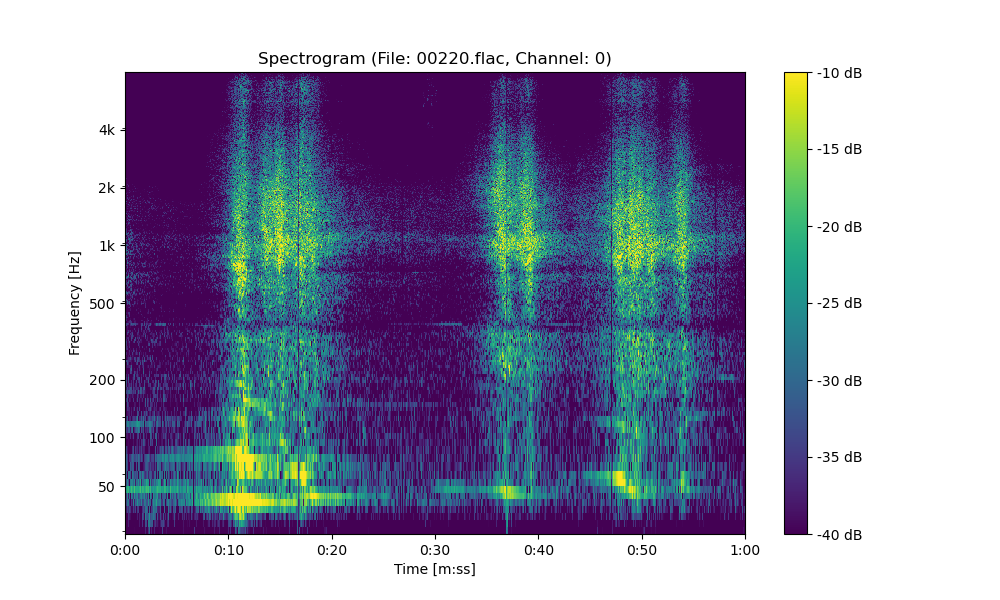 Spectrogram (File: 00220.flac, Channel: 0)
Frequency [Hz]
4k
2k
1k
500
200
100
50
0:00 0:10 0:20 0:30 0:40 0:50 1:00
Time [m:ss]
-10 dB
-15 dB
-20 dB
-25 dB
-30 dB
-35 dB
-40 dB